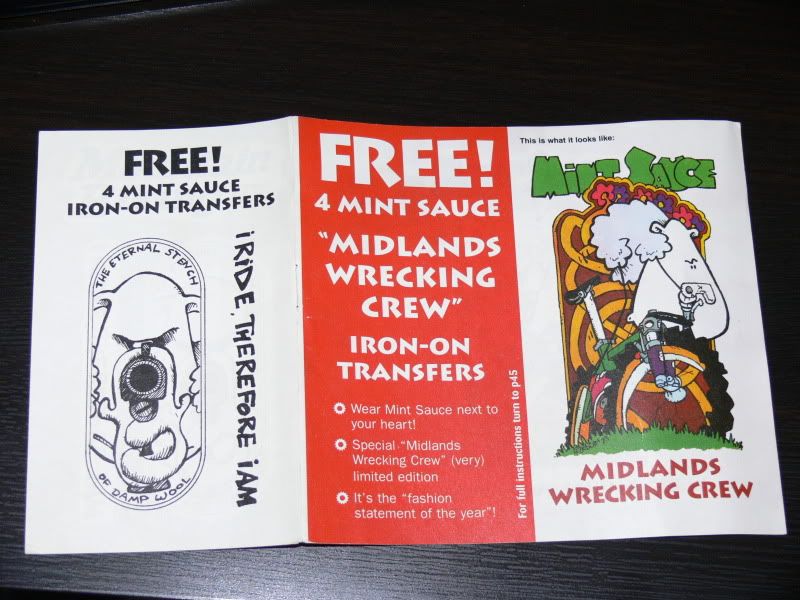 FREE!
4 MINT SAUCE
IRON-ON TRANSFERS
THE ETERNAL STENCH
OF DAMP WOOL
i RiDE, THEREFORE iAM
FREE!
4 MINT SAUCE
"MIDLANDS
WRECKING
CREW"
IRON-ON
TRANSFERS
Wear Mint Sauce next to
your heart!
Special "Midlands
Wrecking Crew" (very)
limited edition
It's the "fashion
statement of the year"!
For full instructions turn to p45
This is what it looks like:
MiNT SAUCE
MIDLANDS
WRECKING CREW